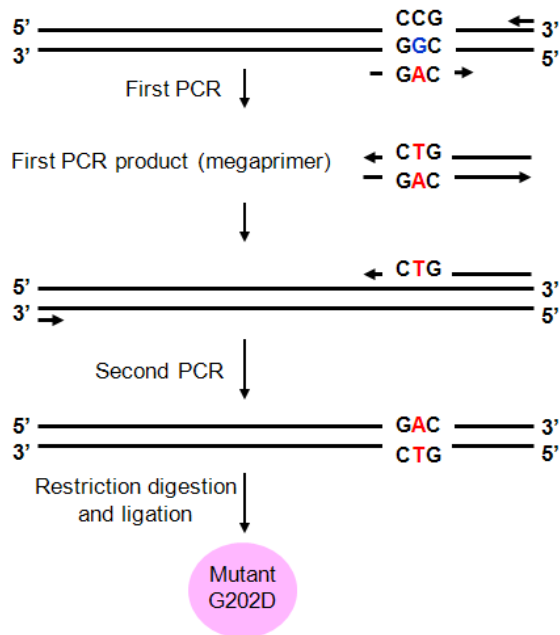 CCG
5’ 3’
GGC
3’ 5’
GAC
First PCR
CTG
First PCR product (megaprimer)
GAC
CTG
5’ 3’
3’ 5’
Second PCR
GAC
5’ 3’
3’ 5’
CTG
Restriction digestion
and ligation
Mutant
G202D